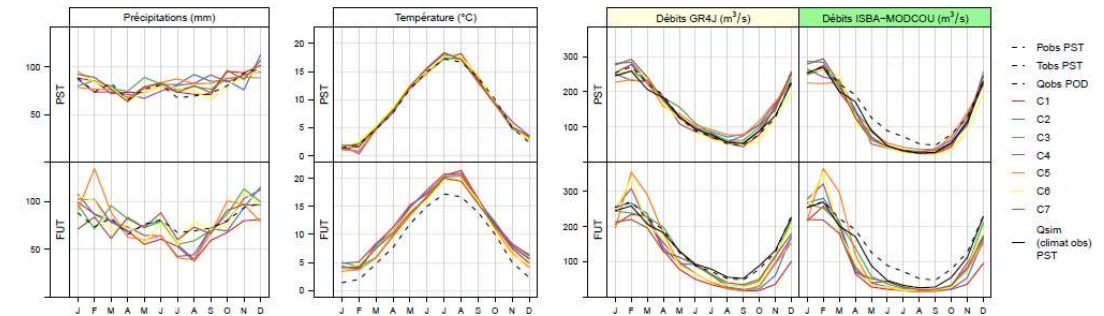 Précipitations (mm)
Température (°C)
Débits GR4J (m³/s)
Débits ISBA−MODCOU (m³/s)
PST
100
50
FUT
100
50
J F M A M J J A S O N D
PST
20
15
10
5
0
FUT
20
15
10
5
0
J F M A M J J A S O N D
PST
300
200
100
FUT
300
200
100
J F M A M J J A S O N D
J F M A M J J A S O N D
Pobs PST
Tobs PST
Qobs POD
C1
C2
C3
C4
C5
C6
C7
Qsim
(climat obs)
PST